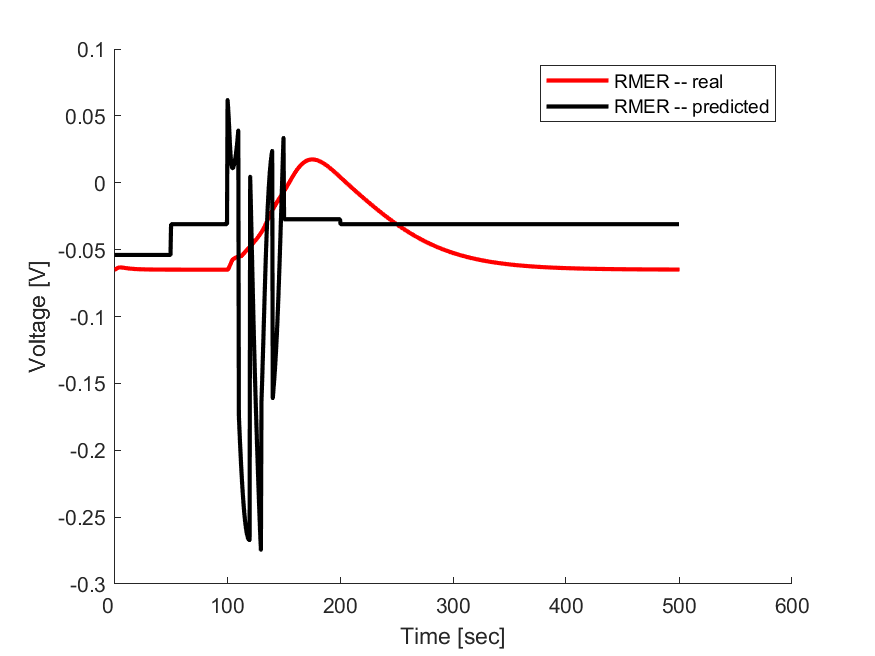 0.1
0.05
0
-0.05
-0.1
-0.15
-0.2
-0.25
-0.3
0 100 200 300 400 500 600
Voltage [V]
Time [sec]
RMER -- real
RMER -- predicted